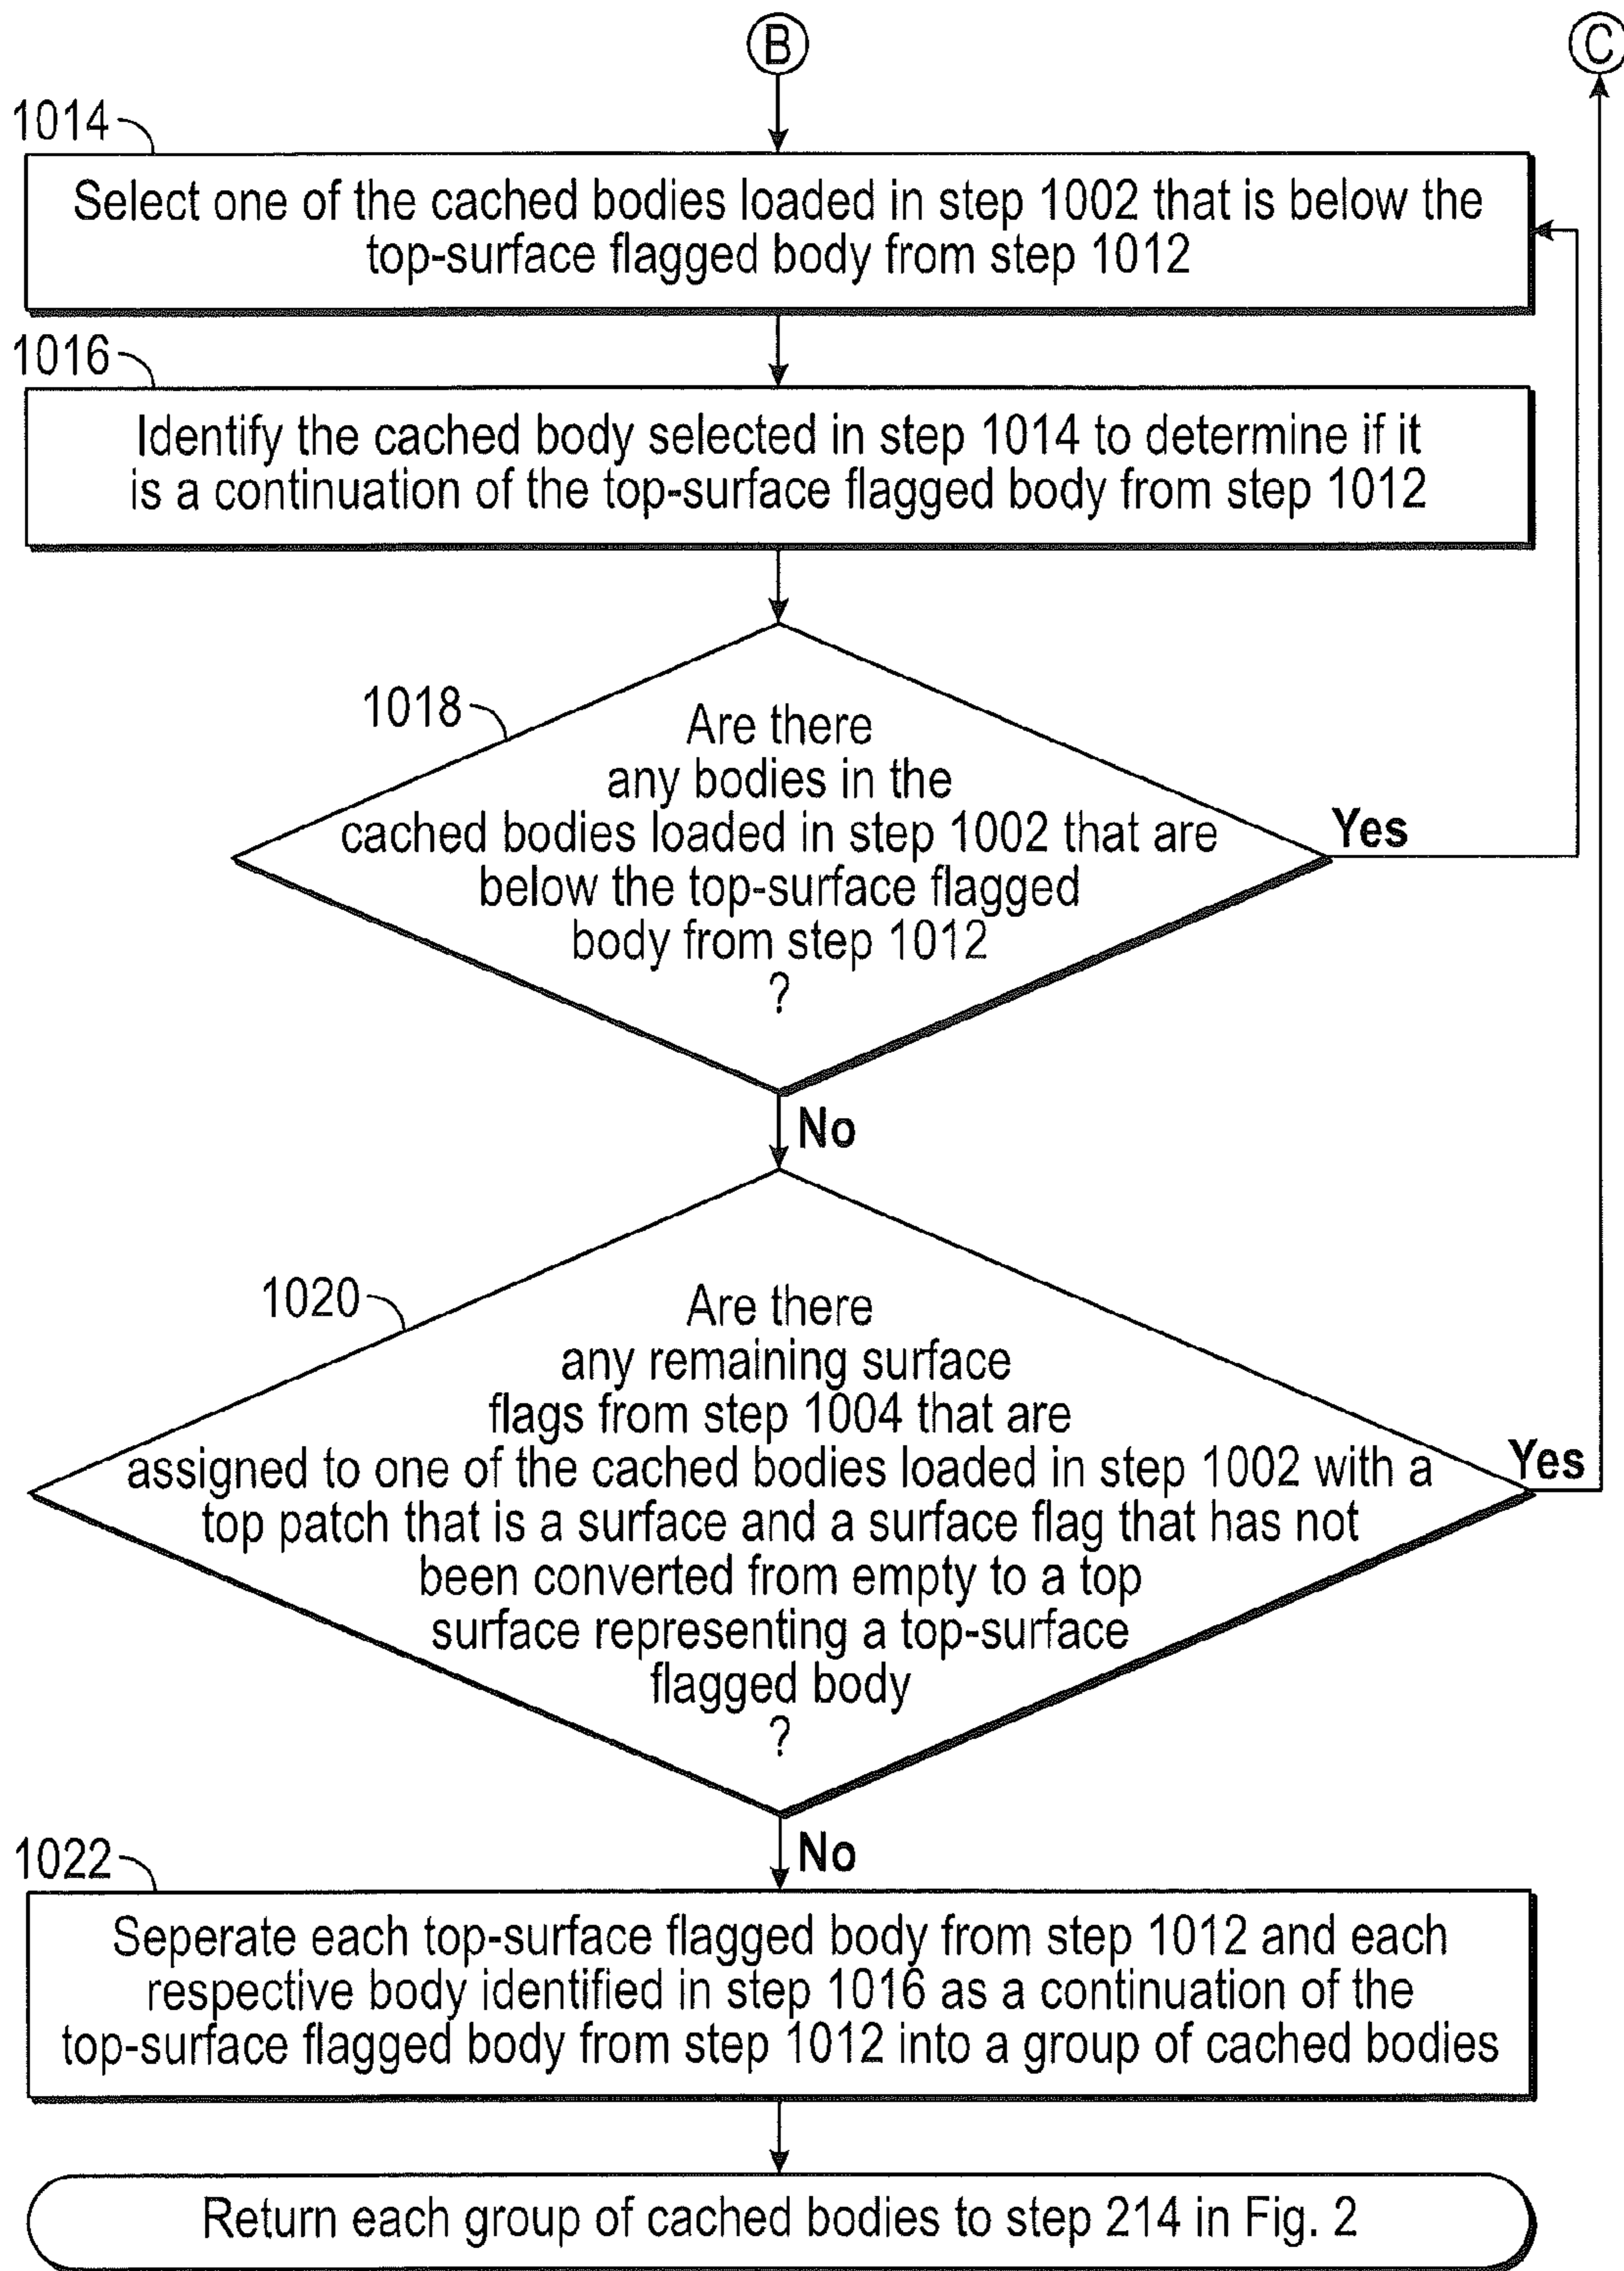 B
C
1014
Select one of the cached bodies loaded in step 1002 that is below the
top-surface flagged body from step 1012
1016
Identify the cached body selected in step 1014 to determine if it
is a continuation of the top-surface flagged body from step 1012
1018
Are there
any bodies in the
cached bodies loaded in step 1002 that are
below the top-surface flagged
body from step 1012
?
Yes
No
1020
Are there
any remaining surface
flags from step 1004 that are
assigned to one of the cached bodies loaded in step 1002 with a
top patch that is a surface and a surface flag that has not
been converted from empty to a top
surface representing a top-surface
flagged body
?
Yes
No
1022
Seperate each top-surface flagged body from step 1012 and each
respective body identified in step 1016 as a continuation of the
top-surface flagged body from step 1012 into a group of cached bodies
Return each group of cached bodies to step 214 in Fig. 2